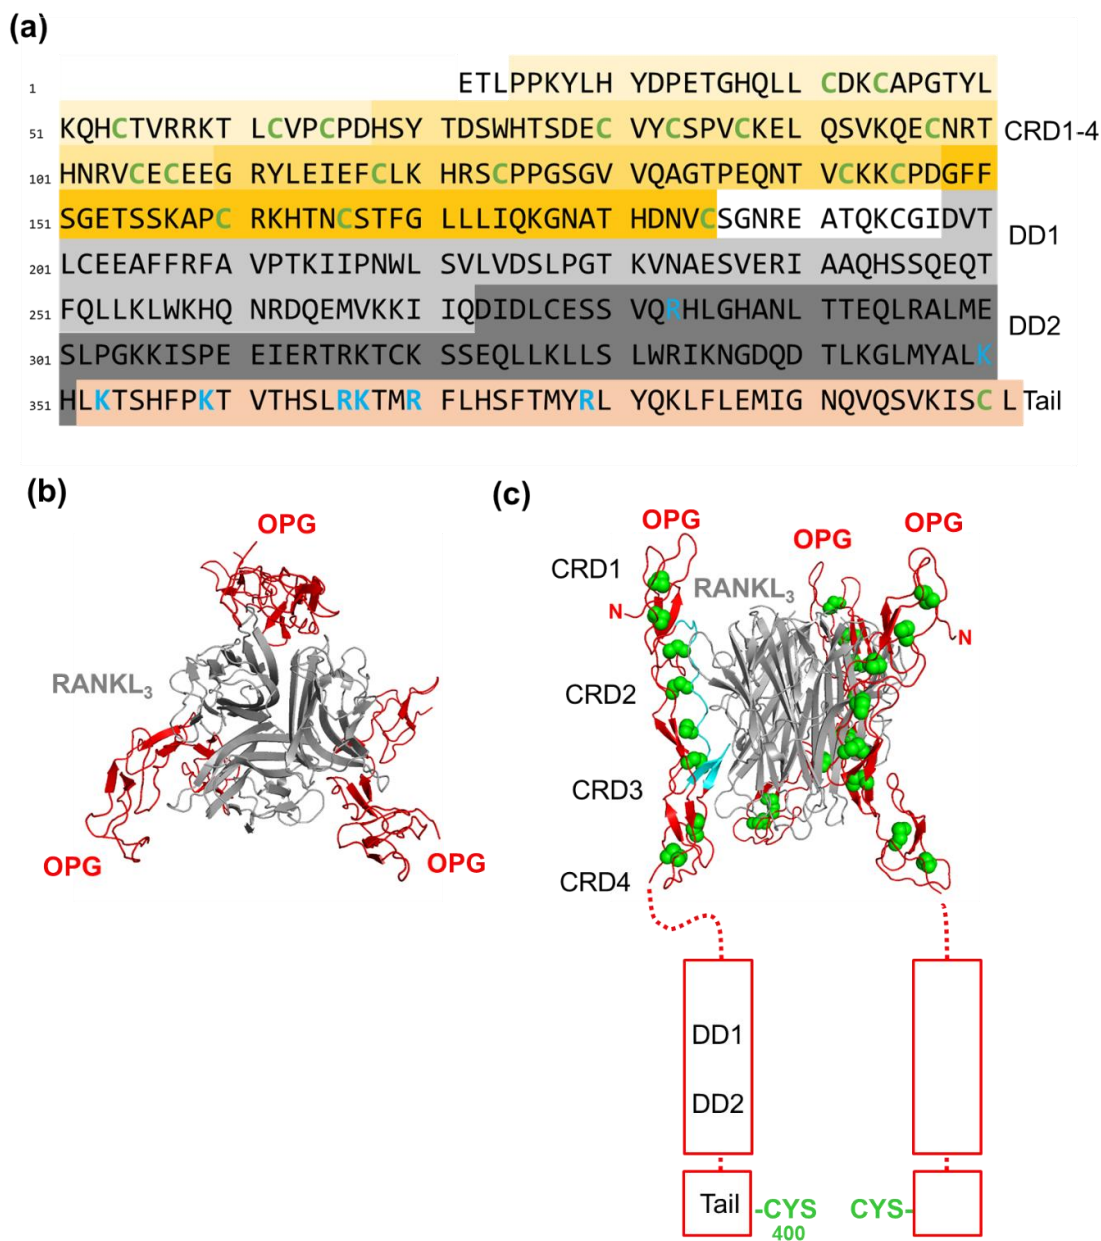 (a)
1 ETLPPKYLH YDPETGHQLL CDKCAPGTYL
51 KQHCTVRRKT LCVPCPDHSY TDSWHTSDEC VYCSPVCKEL QSVKQECNRT CRD1-4
101 HNRVCECEEG RYLEIEFCLK HRSCPPGSGV VQAGTPEQNT VCKKCPDGFF
151 SGETSSKAPC RKHTNCSTFG LLLIQKGNAT HDNVCSGNRE ATQKCGIDVT
DD1
201 LCEEAFFRFA VPTKIIPNWL SVLVDSLPGT KVNAESVERI AAQHSSQEQT
251 FQLLKLWKHQ NRDQEMVKKI IQDIDLCESS VQRHLGHANL TTEQLRALME
DD2
301 SLPGKKISPE EIERTRKTCK SSEQLLKLLS LWRIKNGDQD TLKGLMYALK
351 HLKTSHFPKT VTHSLRKTMR FLHSFTMYRL YQKLFLEMIG NQVQSVKISC L Tail
(b)
OPG
RANKL3
OPG
OPG
(c)
OPG
OPG
OPG
CRD1
RANKL3
N
N
CRD2
CRD3
CRD4
DD1
DD2
Tail
-CYS
400
CYS-